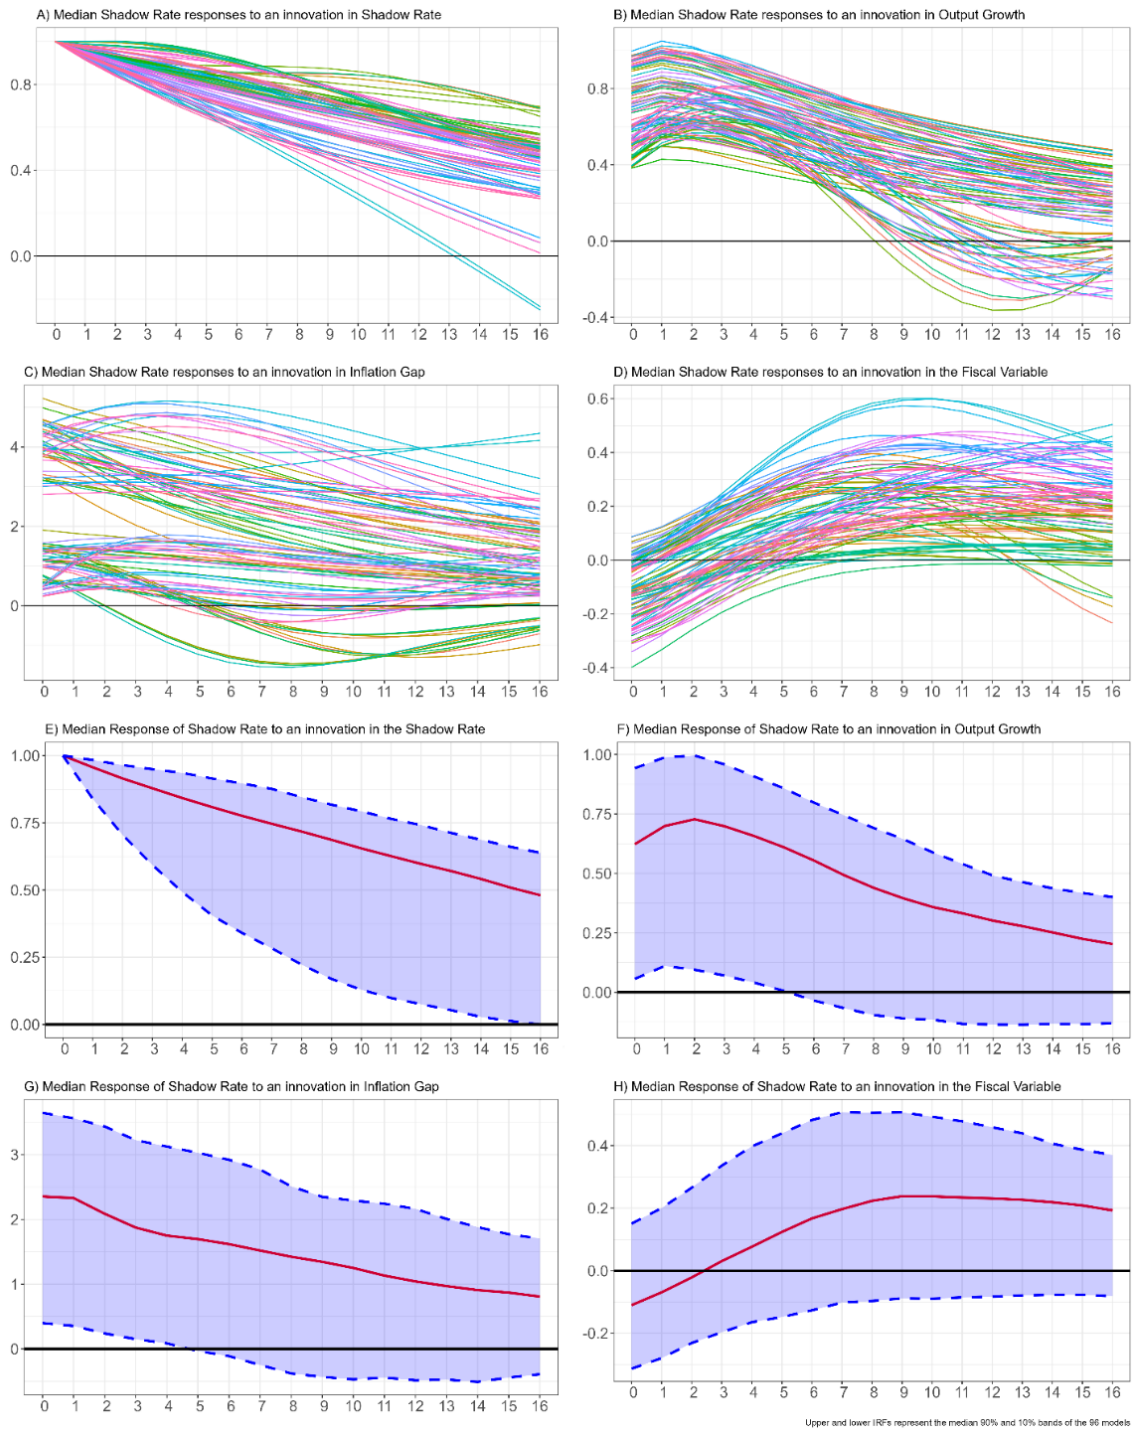 A) Median Shadow Rate responses to an innovation in Shadow Rate
0.8
0.4
0.0
0 1 2 3 4 5 6 7 8 9 10 11 12 13 14 15 16
B) Median Shadow Rate responses to an innovation in Output Growth
0.8
0.4
0.0
-0.4
0 1 2 3 4 5 6 7 8 9 10 11 12 13 14 15 16
C) Median Shadow Rate responses to an innovation in Inflation Gap
4
2
0
0 1 2 3 4 5 6 7 8 9 10 11 12 13 14 15 16
D) Median Shadow Rate responses to an innovation in the Fiscal Variable
0.6
0.4
0.2
0.0
-0.2
-0.4
0 1 2 3 4 5 6 7 8 9 10 11 12 13 14 15 16
E) Median Response of Shadow Rate to an innovation in the Shadow Rate
1.00
0.75
0.50
0.25
0.00
0 1 2 3 4 5 6 7 8 9 10 11 12 13 14 15 16
F) Median Response of Shadow Rate to an innovation in Output Growth
1.00
0.75
0.50
0.25
0.00
0 1 2 3 4 5 6 7 8 9 10 11 12 13 14 15 16
G) Median Response of Shadow Rate to an innovation in Inflation Gap
3
2
1
0
0 1 2 3 4 5 6 7 8 9 10 11 12 13 14 15 16
H) Median Response of Shadow Rate to an innovation in the Fiscal Variable
0.4
0.2
0.0
-0.2
0 1 2 3 4 5 6 7 8 9 10 11 12 13 14 15 16
Upper and lower IRFs represent the median 90% and 10% bands of the 96 models